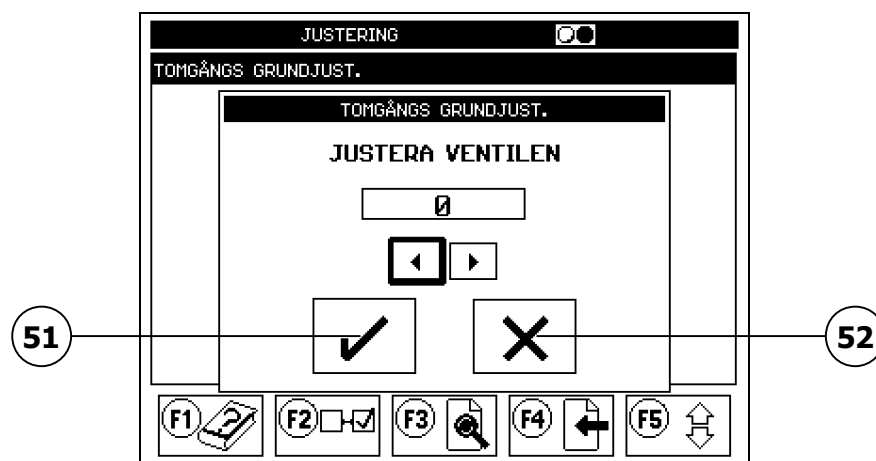 JUSTERING
TOMGÅNGS GRUNDJUST.
TOMGÅNGS GRUNDJUST.
JUSTERA VENTILEN
0
51
52
F1 F2 F3 F4 F5